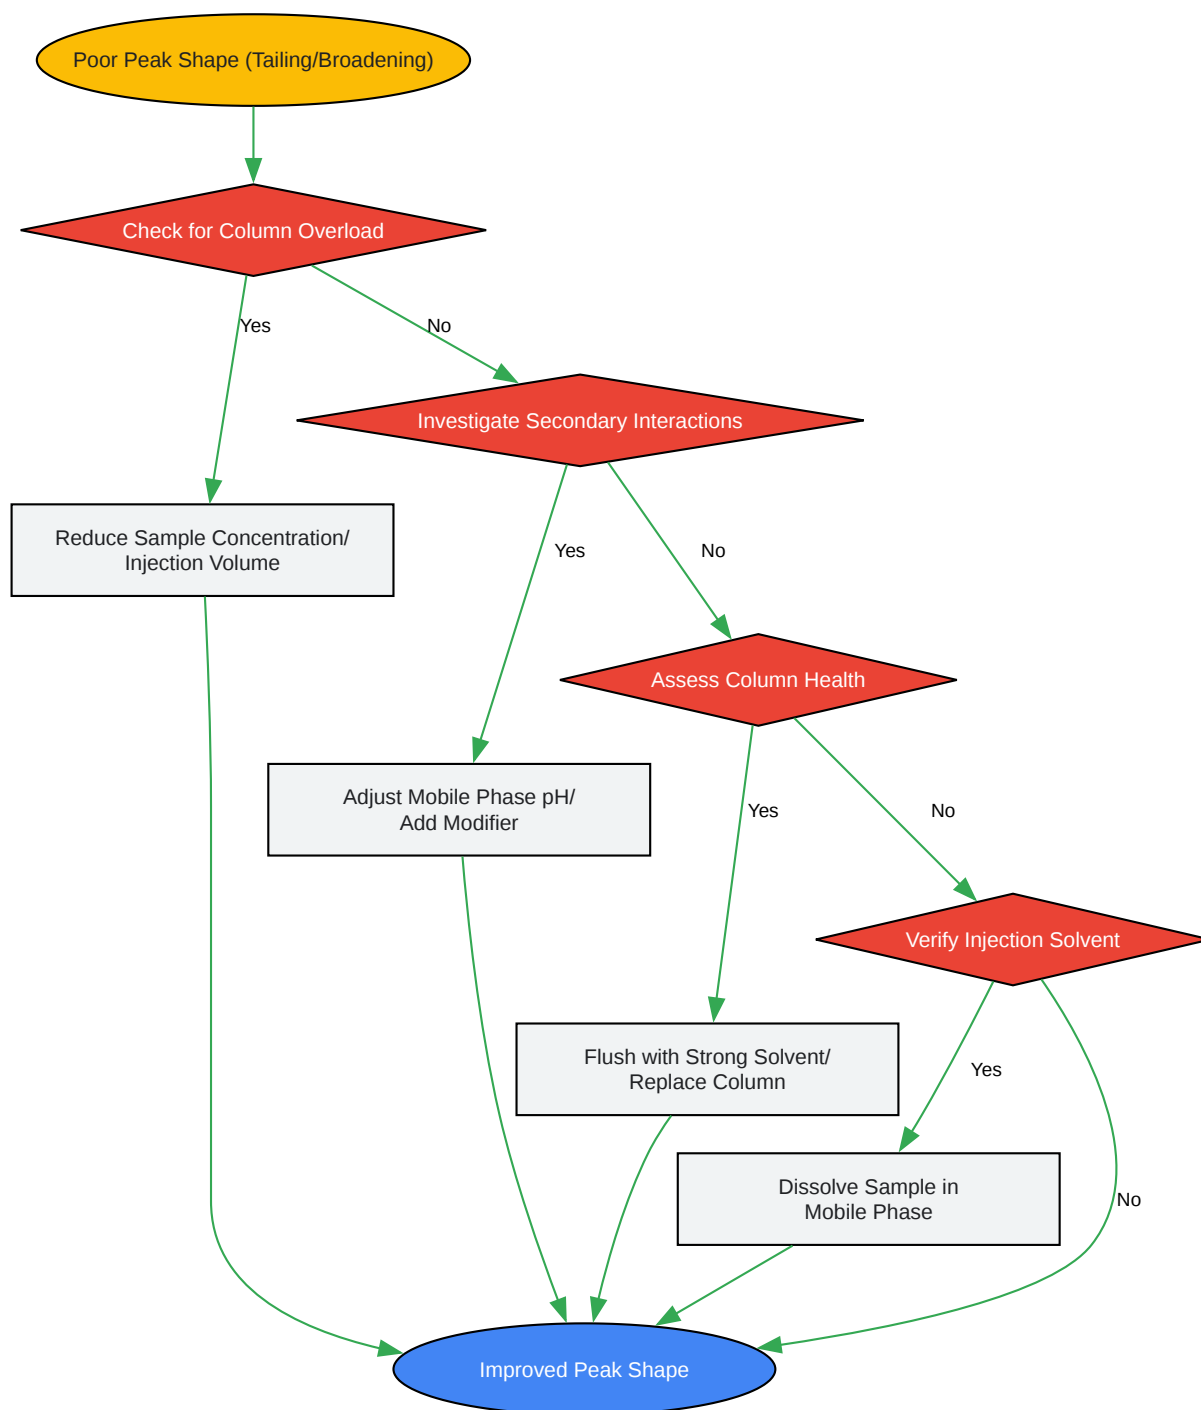 Poor Peak Shape (Tailing/Broadening)
Check for Column Overload
Yes
No
Investigate Secondary Interactions
Reduce Sample Concentration/
Injection Volume
Yes
No
Assess Column Health
Adjust Mobile Phase pH/
Add Modifier
Yes
No
Verify Injection Solvent
Flush with Strong Solvent/
Replace Column
Yes
Dissolve Sample in
Mobile Phase
No
Improved Peak Shape